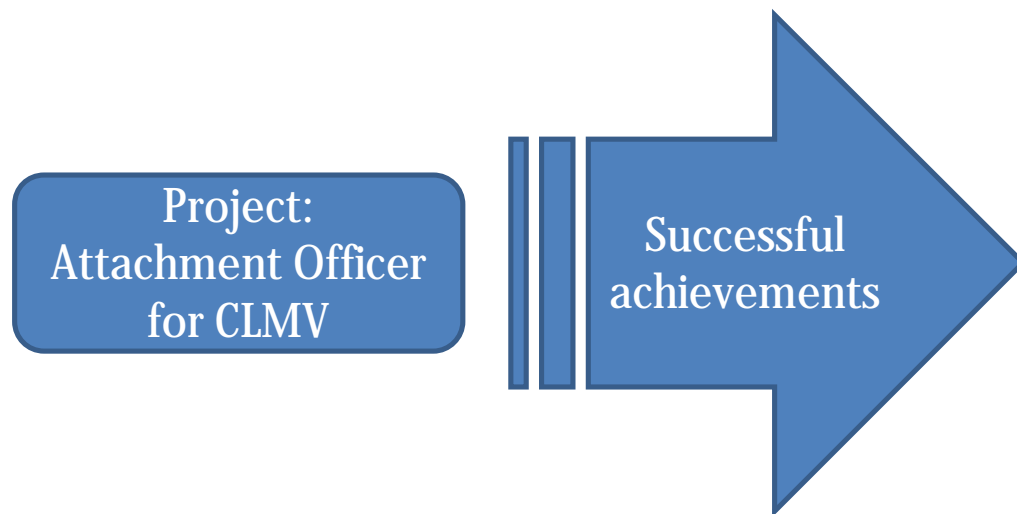 Project:
Attachment Officer
for CLMV
Successful
achievements